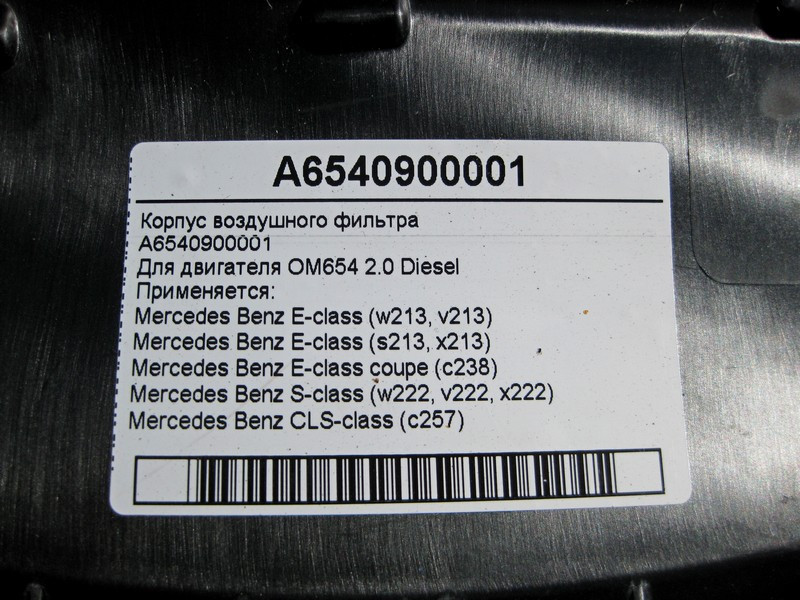 A6540900001
Корпус воздушного фильтра
A6540900001
Для двигателя OM654 2.0 Diesel
Применяется:
Mercedes Benz E-class (w213, v213)
Mercedes Benz E-class (s213, x213)
Mercedes Benz E-class coupe (c238)
Mercedes Benz S-class (w222, v222, x222)
Mercedes Benz CLS-class (c257)